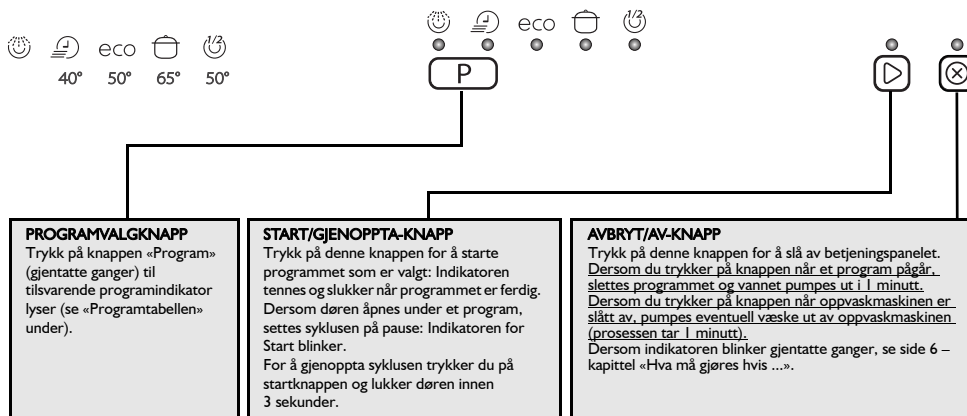 1/2
eco
1/2
eco
40° 50° 65° 50°
P
PROGRAMVALGKNAPP
Trykk på knappen «Program»
(gjentatte ganger) til
tilsvarende programindikator
lyser (se «Programtabellen»
under).
START/GJENOPPTA-KNAPP
Trykk på denne knappen for å starte
programmet som er valgt: Indikatoren
tennes og slukker når programmet er ferdig.
Dersom døren åpnes under et program,
settes syklusen på pause: Indikatoren for
Start blinker.
For å gjenoppta syklusen trykker du på
startknappen og lukker døren innen
3 sekunder.
AVBRYT/AV-KNAPP
Trykk på denne knappen for å slå av betjeningspanelet.
Dersom du trykker på knappen når et program pågår,
slettes programmet og vannet pumpes ut i 1 minutt.
Dersom du trykker på knappen når oppvaskmaskinen er
slått av, pumpes eventuell væske ut av oppvaskmaskinen
(prosessen tar 1 minutt).
Dersom indikatoren blinker gjentatte ganger, se side 6 –
kapittel «Hva må gjøres hvis ...».